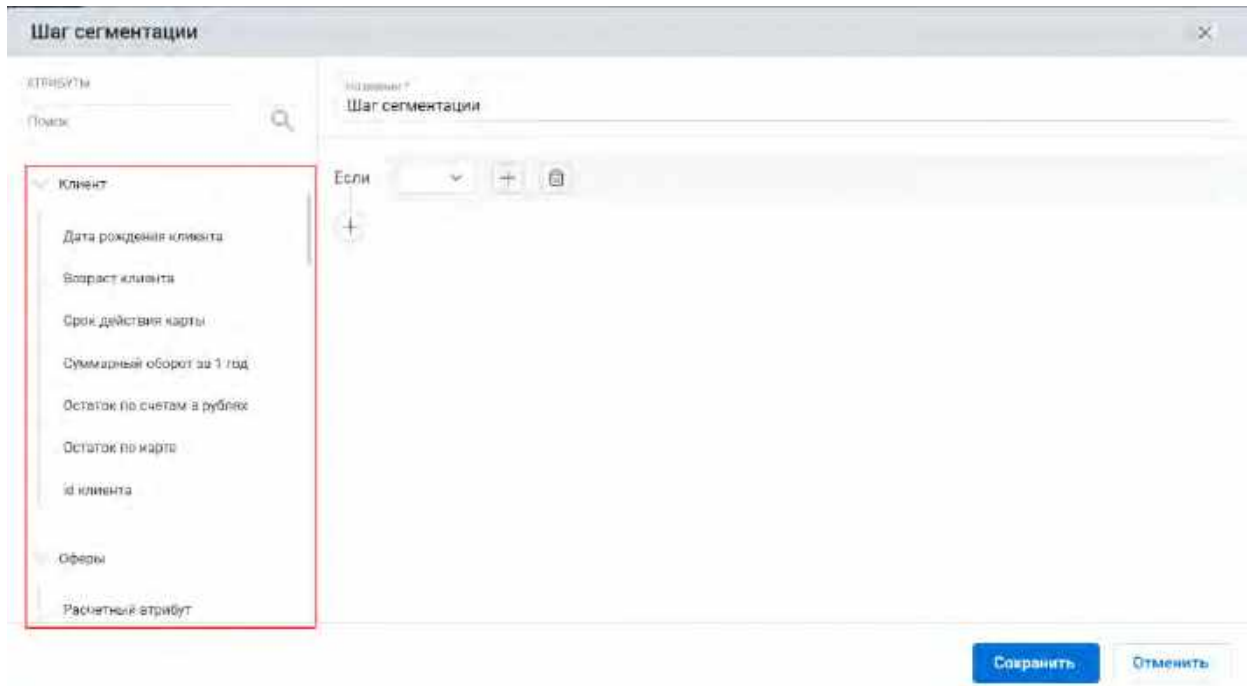 Шаг сегментации
АТРИБУТЫ
Поиск
Название *
Шаг сегментации
Клиент
Если
Дата рождения клиента
Возраст клиента
Срок действия карты
Суммарный оборот за 1 год
Остаток по счетам в рублях
Остаток по карте
id клиента
Оферы
Расчетный атрибут
Сохранить
Отменить